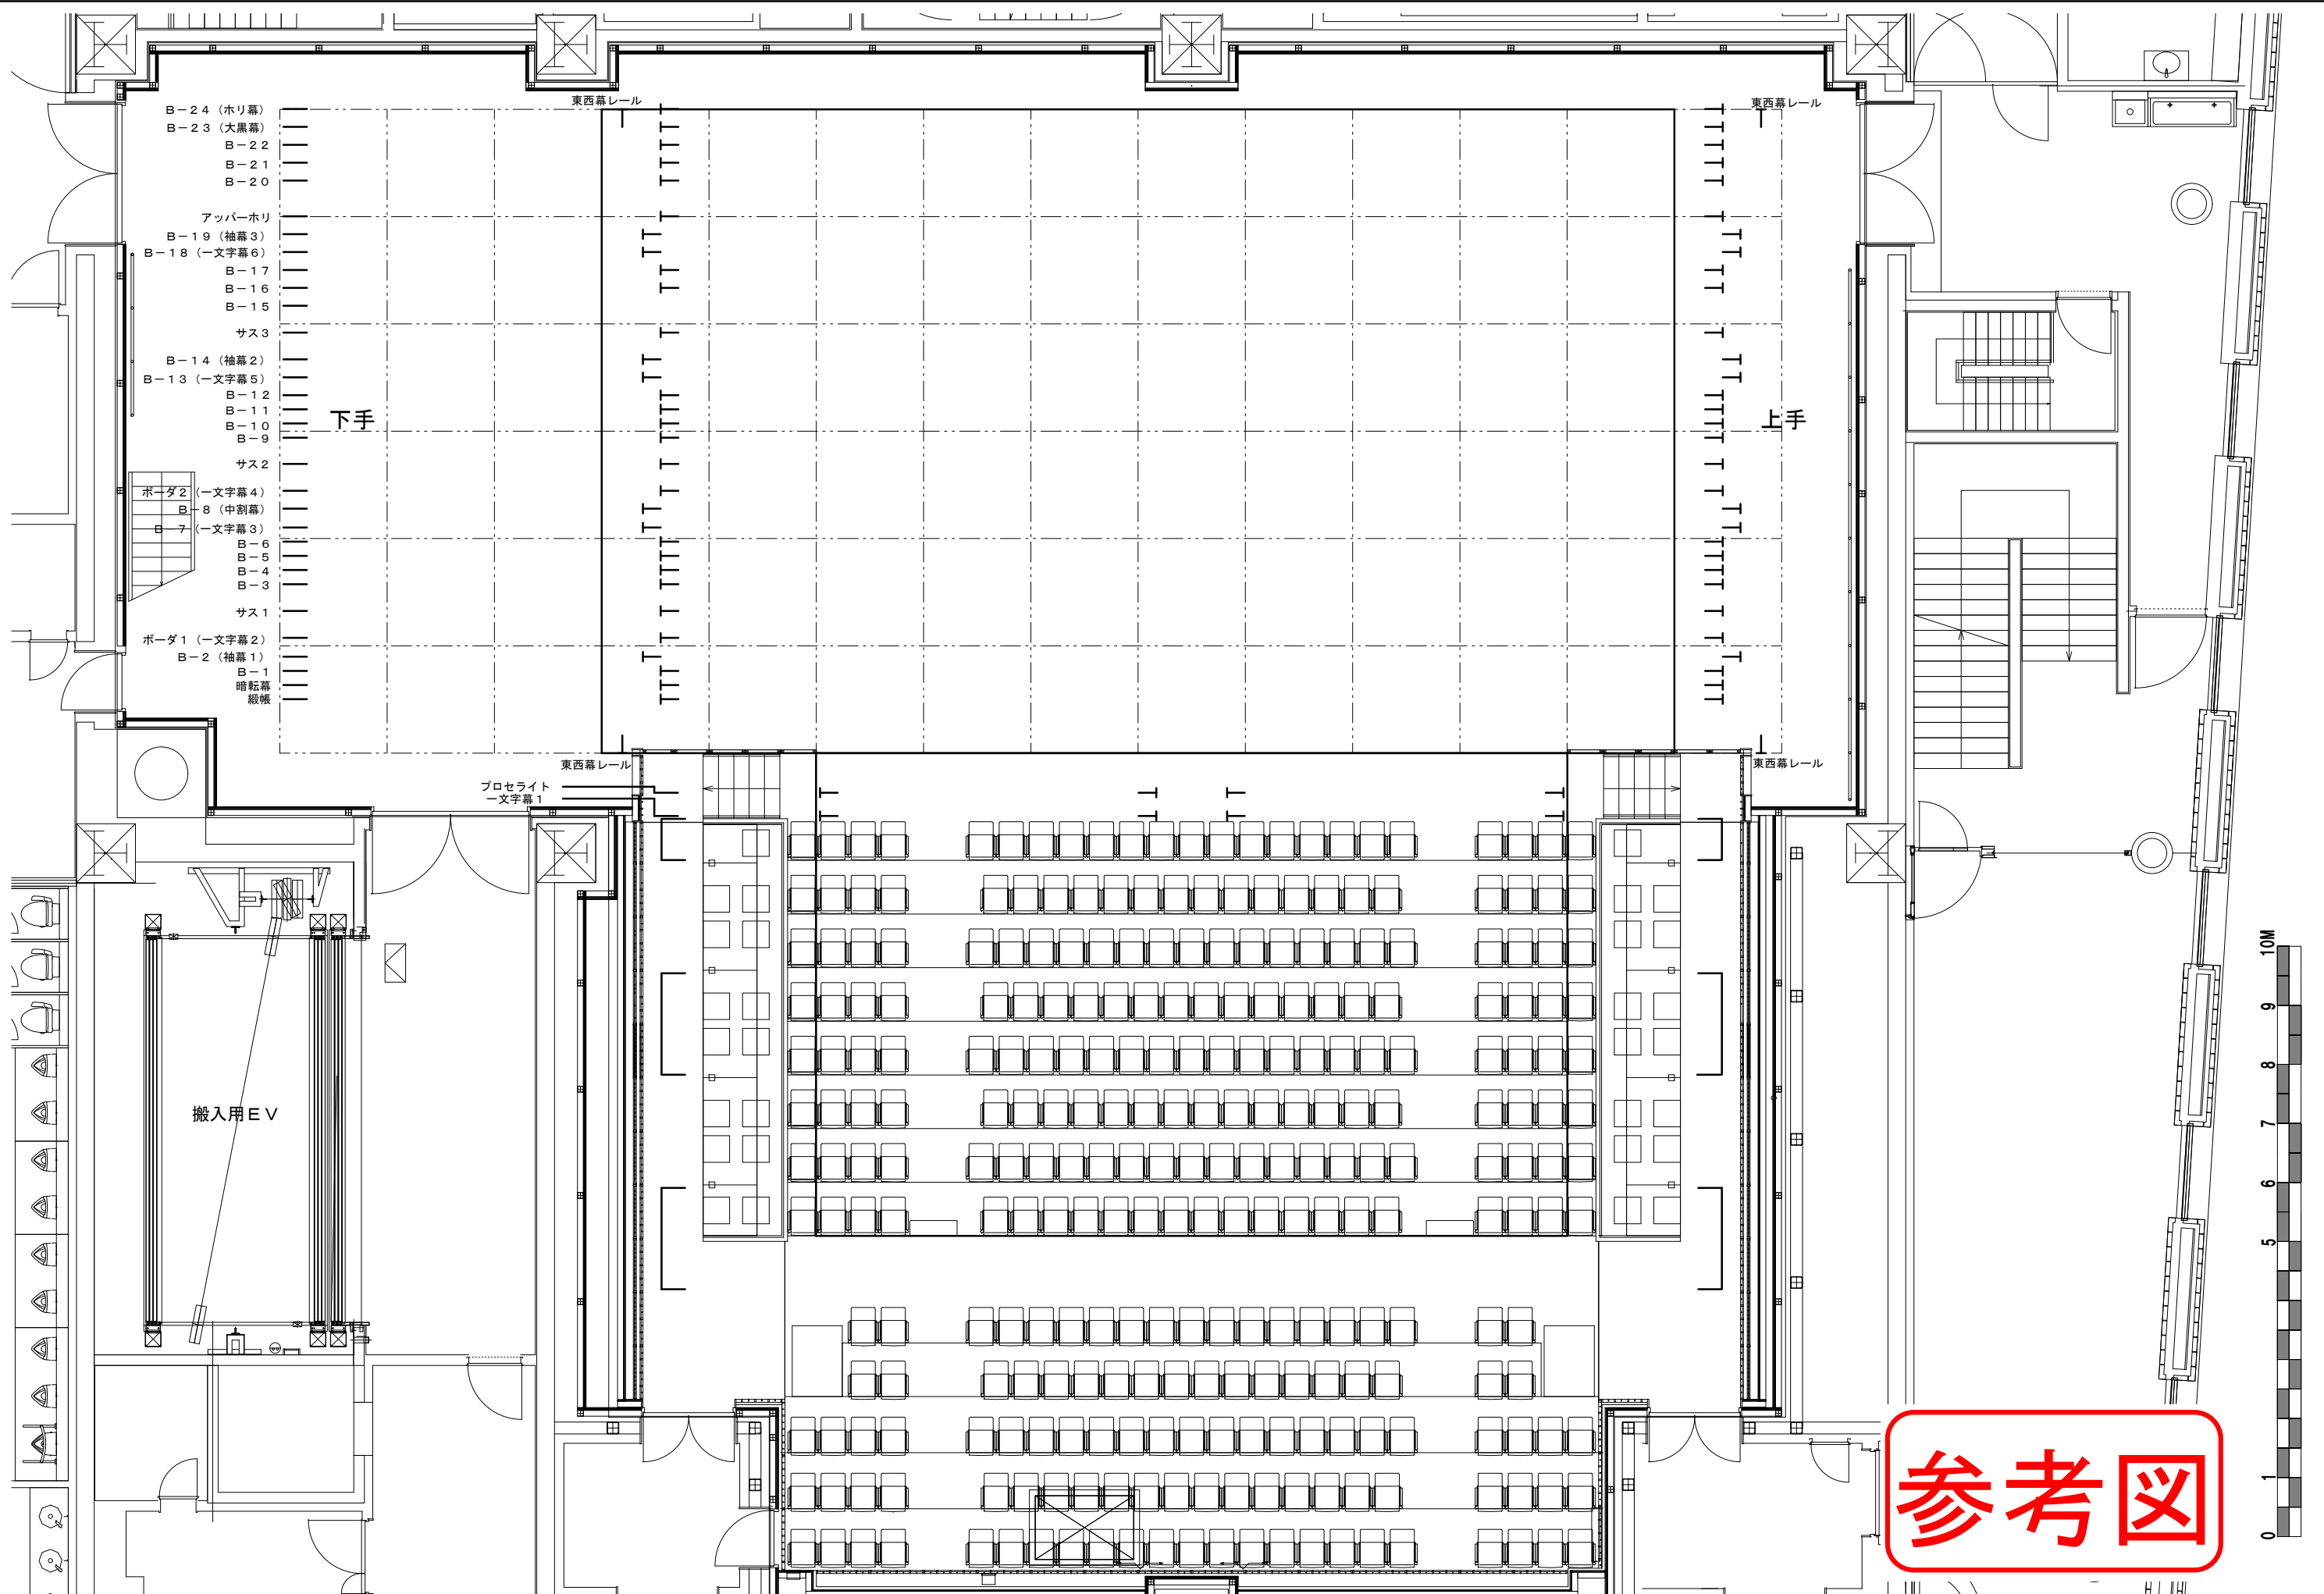 東西幕レール
東西幕レール
B−24（ホリ幕）
B−23（大黒幕）
B−22
B−21
B−20
アッパーホリ
B−19（袖幕3）
B−18（一文字幕6）
B−17
B−16
B−15
サス3
B−14（袖幕2）
B−13（一文字幕5）
B−12
B−11
B−10
B−9
下手
上手
サス2
ボーダ2（一文字幕4）
B−8（中割幕）
B−7（一文字幕3）
B−6
B−5
B−4
B−3
サス1
ボーダ1（一文字幕2）
B−2（袖幕1）
B−1
暗転幕
緞帳
東西幕レール
東西幕レール
プロセライト
一文字幕1
搬入用EV
10M
9
8
7
6
5
1
0
参考図